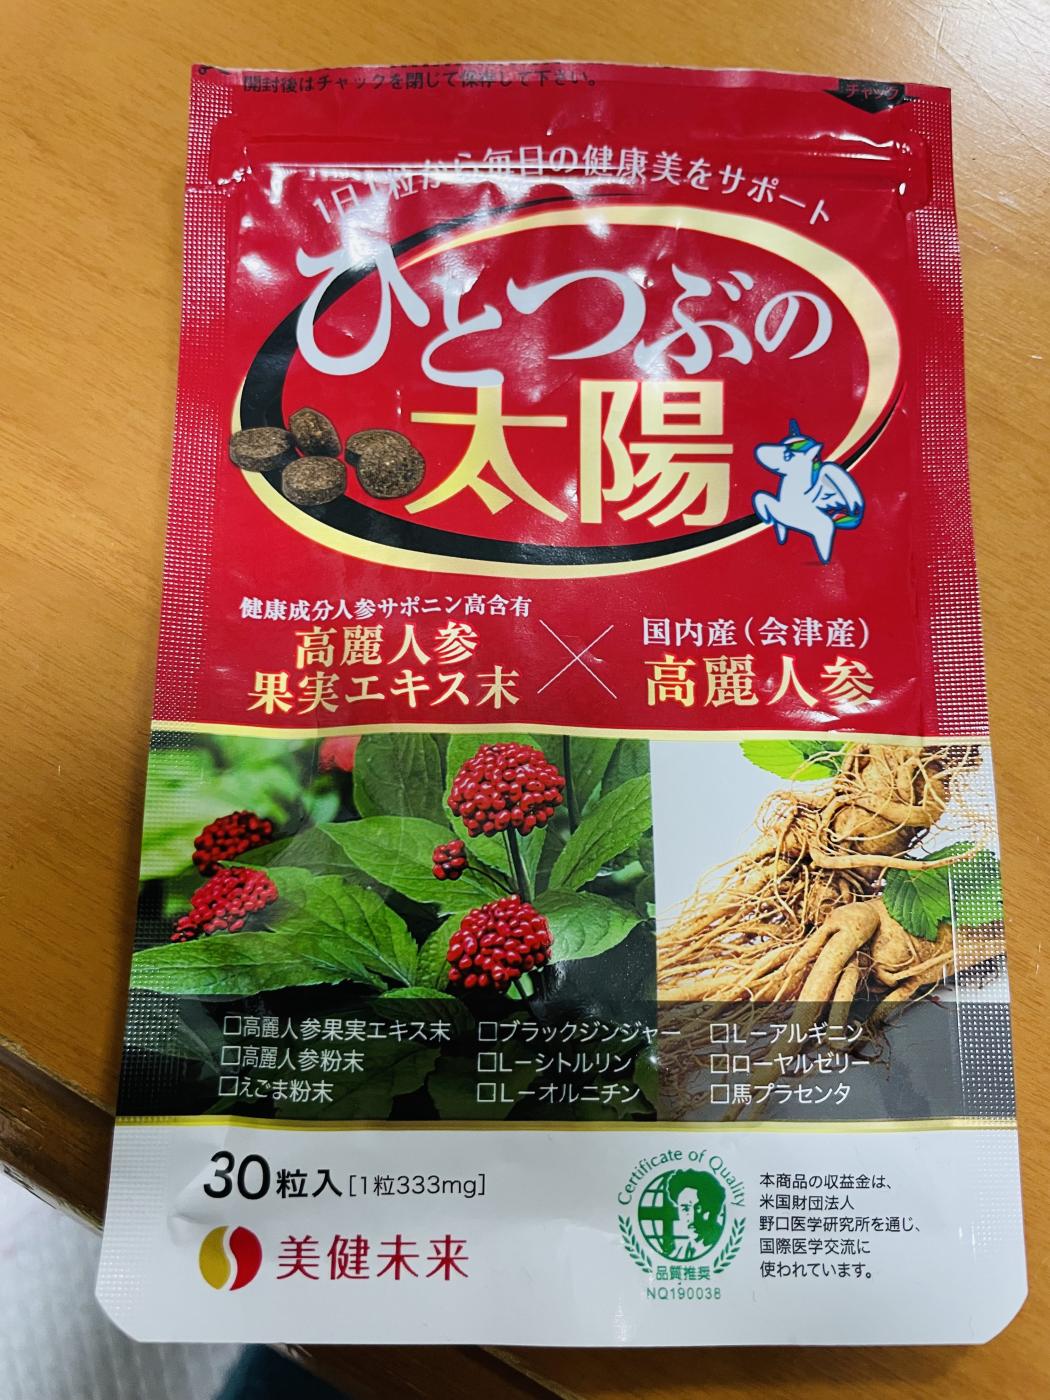 開封後はチャックを閉じて保存して下さい。
チャック
1日1粒から毎日の健康美をサポート
ひとつぶの
太陽
健康成分人参サポニン高含有
高麗人参
果実エキス末
×
国内産（会津産）
高麗人参
□高麗人参果実エキス末
□高麗人参粉末
□えごま粉末
□ブラックジンジャー
□L－シトルリン
□L－オルニチン
□L－アルギニン
□ローヤルゼリー
□馬プラセンタ
30粒入［1粒333mg］
美健未来
Certificate of Quality
品質推奨
NQ190038
本商品の収益金は、
米国財団法人
野口医学研究所を通じ、
国際医学交流に
使われています。